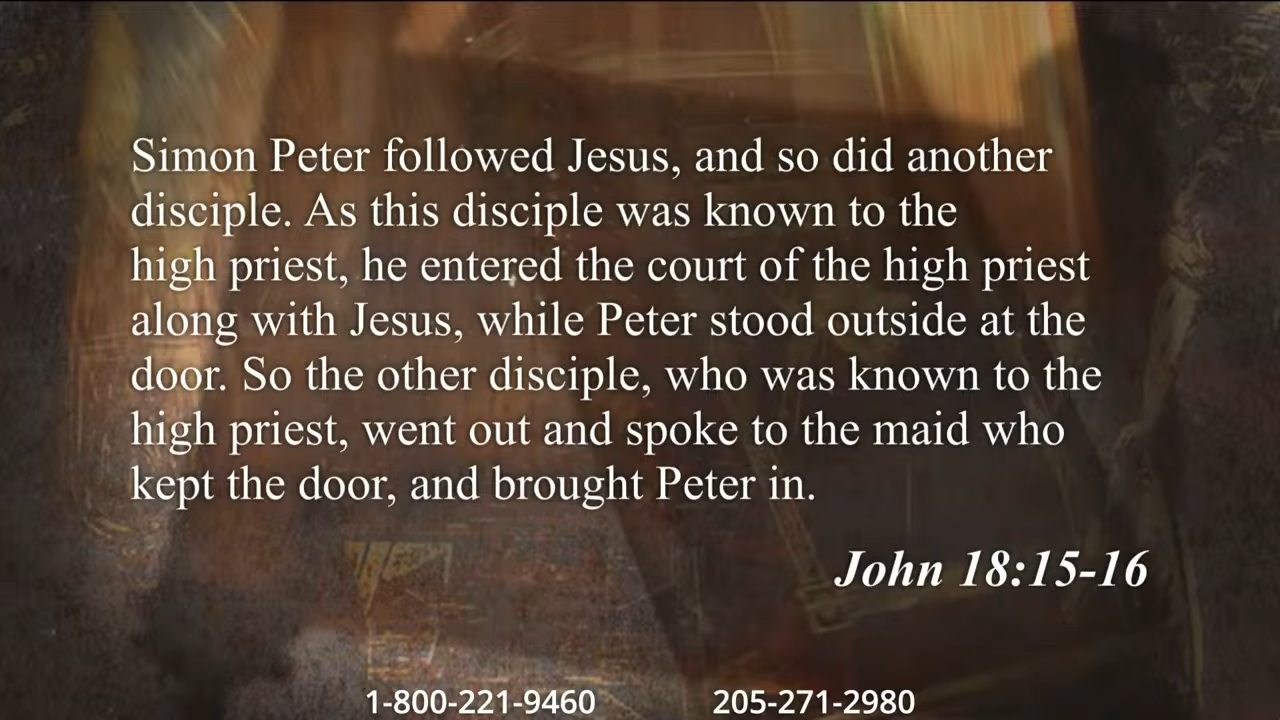 Simon Peter followed Jesus, and so did another
disciple. As this disciple was known to the
high priest, he entered the court of the high priest
along with Jesus, while Peter stood outside at the
door. So the other disciple, who was known to the
high priest, went out and spoke to the maid who
kept the door, and brought Peter in.
John 18:15-16
1-800-221-9460 205-271-2980